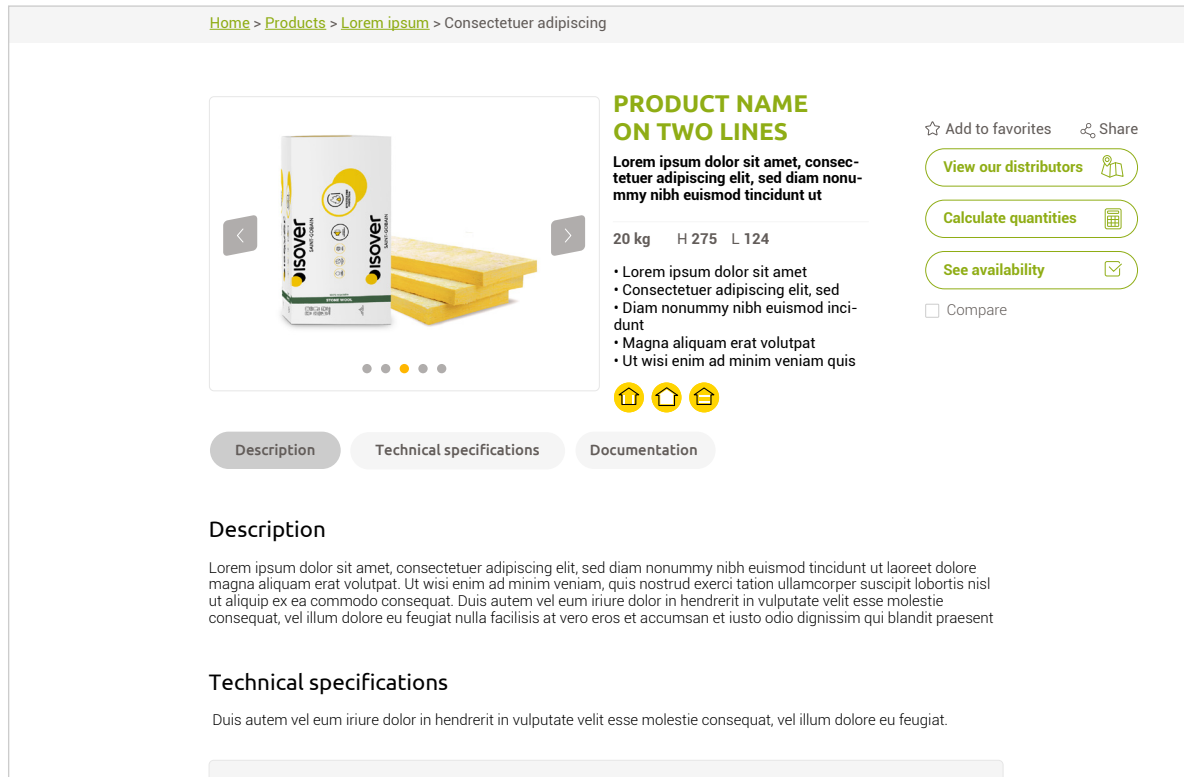 Home > Products > Lorem ipsum > Consectetuer adipiscing
isover
SAINT-GOBAIN
isover
SAINT-GOBAIN
STONE WOOL
PRODUCT NAME
ON TWO LINES
Lorem ipsum dolor sit amet, consec-
tetuer adipiscing elit, sed diam nonu-
mmy nibh euismod tincidunt ut
20 kg H 275 L 124
• Lorem ipsum dolor sit amet
• Consectetuer adipiscing elit, sed
• Diam nonummy nibh euismod inci-
dunt
• Magna aliquam erat volutpat
• Ut wisi enim ad minim veniam quis
Add to favorites Share
View our distributors
Calculate quantities
See availability
Compare
Description Technical specifications Documentation
Description
Lorem ipsum dolor sit amet, consectetuer adipiscing elit, sed diam nonummy nibh euismod tincidunt ut laoreet dolore
magna aliquam erat volutpat. Ut wisi enim ad minim veniam, quis nostrud exerci tation ullamcorper suscipit lobortis nisl
ut aliquip ex ea commodo consequat. Duis autem vel eum iriure dolor in hendrerit in vulputate velit esse molestie
consequat, vel illum dolore eu feugiat nulla facilisis at vero eros et accumsan et iusto odio dignissim qui blandit praesent
Technical specifications
Duis autem vel eum iriure dolor in hendrerit in vulputate velit esse molestie consequat, vel illum dolore eu feugiat.